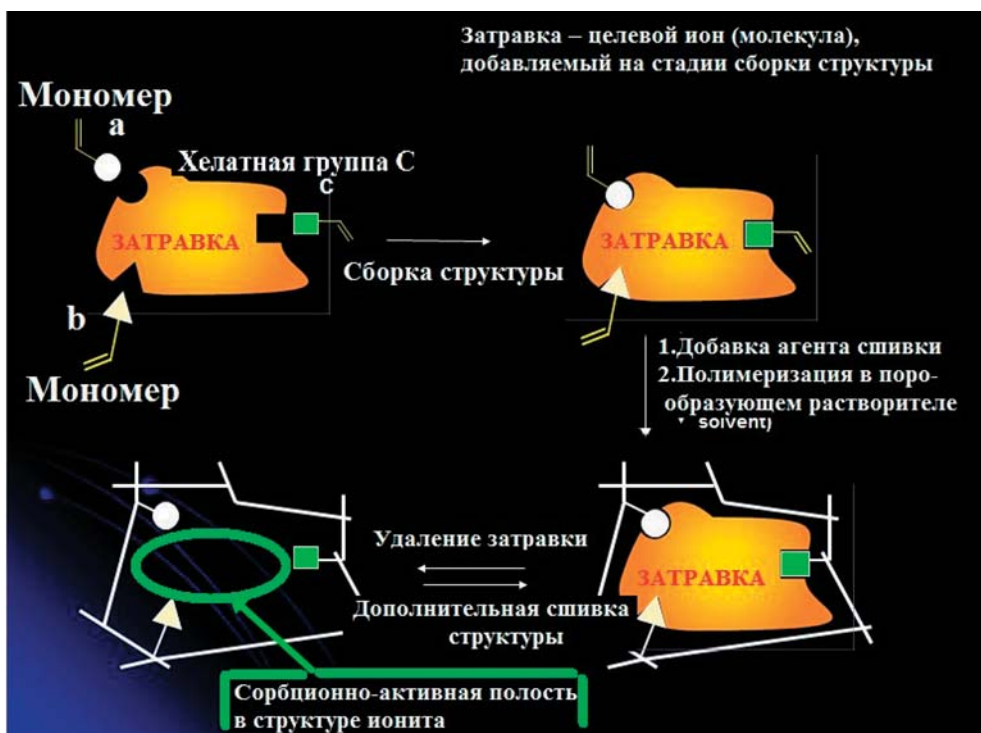 Затравка – целевой ион (молекула),
добавляемый на стадии сборки структуры
Мономер
a
Хелатная группа С
c
ЗАТРАВКА
b
Мономер
Сборка структуры
ЗАТРАВКА
1.Добавка агента сшивки
2.Полимеризация в поро-
образующем растворителе
solvent)
Удаление затравки
Дополнительная сшивка
структуры
ЗАТРАВКА
Сорбционно-активная полость
в структуре ионита